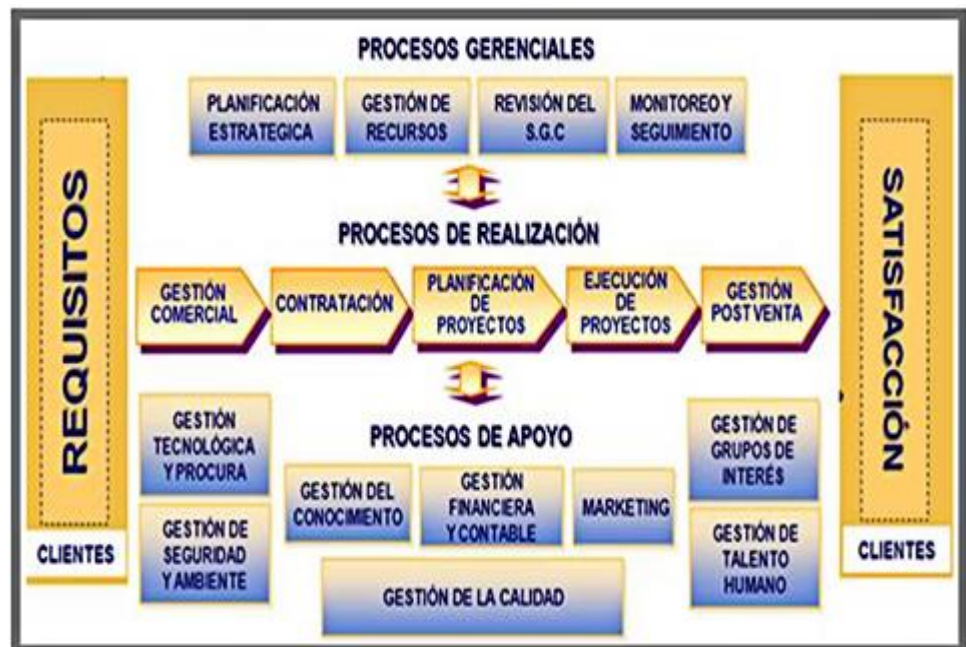 PROCESOS GERENCIALES
PLANIFICACIÓN
ESTRATEGICA
GESTIÓN DE
RECURSOS
REVISIÓN DEL
S.G.C
MONITOREO Y
SEGUIMIENTO
REQUISITOS
CLIENTES
PROCESOS DE REALIZACIÓN
GESTIÓN
COMERCIAL
CONTRATACIÓN
PLANIFICACIÓN
DE
PROYECTOS
EJECUCIÓN
DE
PROYECTOS
GESTIÓN
POST VENTA
PROCESOS DE APOYO
GESTIÓN
TECNOLÓGICA
Y PROCURA
GESTIÓN DE
SEGURIDAD
Y AMBIENTE
GESTIÓN DEL
CONOCIMIENTO
GESTIÓN
FINANCIERA
Y CONTABLE
MARKETING
GESTIÓN DE
GRUPOS DE
INTERÉS
GESTIÓN DE
TALENTO
HUMANO
GESTIÓN DE LA CALIDAD
SATISFACCIÓN
CLIENTES